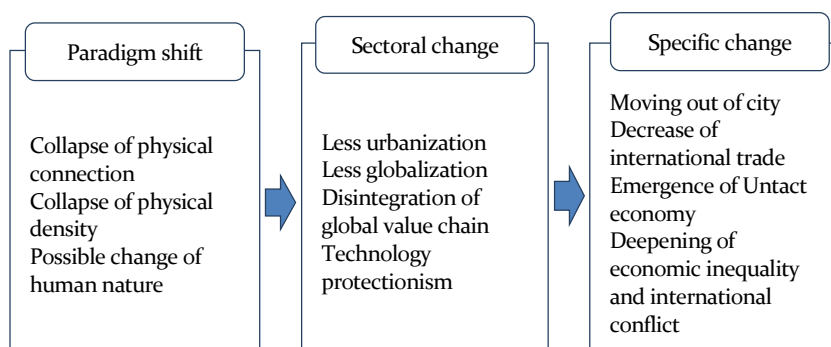 Paradigm shift
Collapse of physical
connection
Collapse of physical
density
Possible change of
human nature
Sectoral change
Less urbanization
Less globalization
Disintegration of
global value chain
Technology
protectionism
Specific change
Moving out of city
Decrease of
international trade
Emergence of Untact
economy
Deepening of
economic inequality
and international
conflict